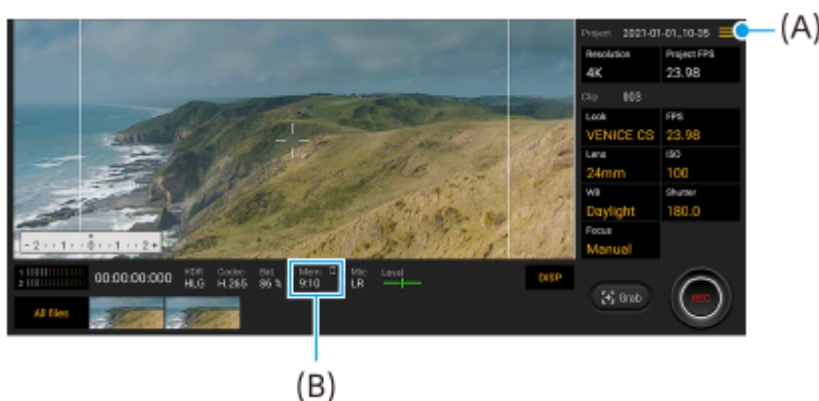 (A)
Project 2021-01-01_10-35
Resolution Project FPS
4K 23.98
Clip 003
Look FPS
VENICE CS 23.98
Lens ISO
24mm 100
WB Shutter
Daylight 180.0
Focus
Manual
-2··1··0··1··2+
1
2
00:00:00:000
HDR Codec Bat. Mem. Mic Level
HLG H.265 86 % 9:10 LR
DISP
Grab
REC
All files
(B)